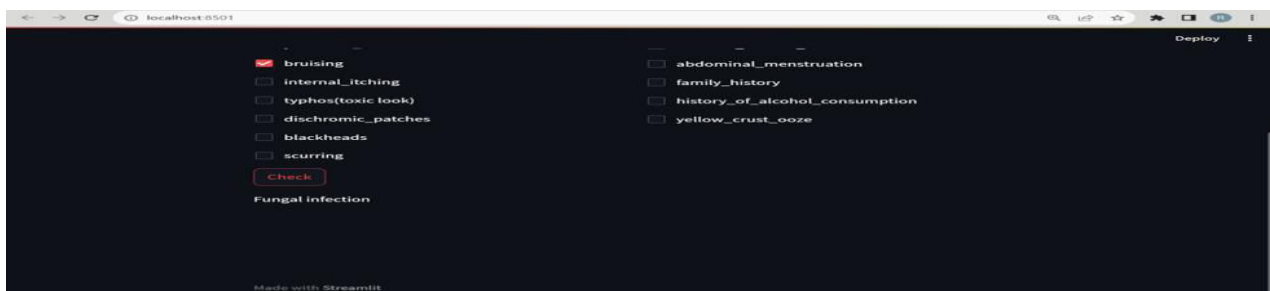 localhost:8501
Deploy
bruising
internal_itching
typhos(toxic look)
dischromic_patches
blackheads
scurring
abdominal_menstruation
family_history
history_of_alcohol_consumption
yellow_crust_ooze
Check
Fungal infection
Made with Streamlit